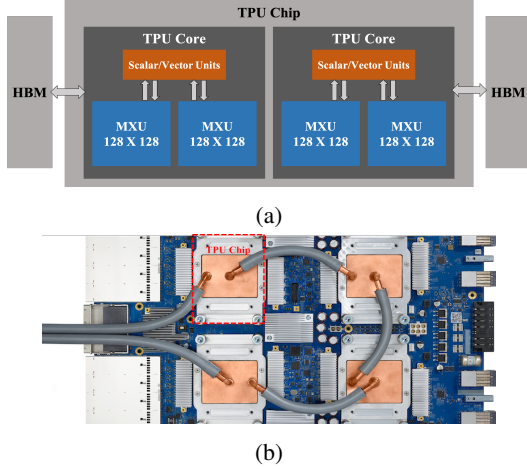 TPU Chip
TPU Core
TPU Core
Scalar/Vector Units
Scalar/Vector Units
HBM
HBM
MXU
128 X 128
MXU
128 X 128
MXU
128 X 128
MXU
128 X 128
(a)
TPU Chip
(b)